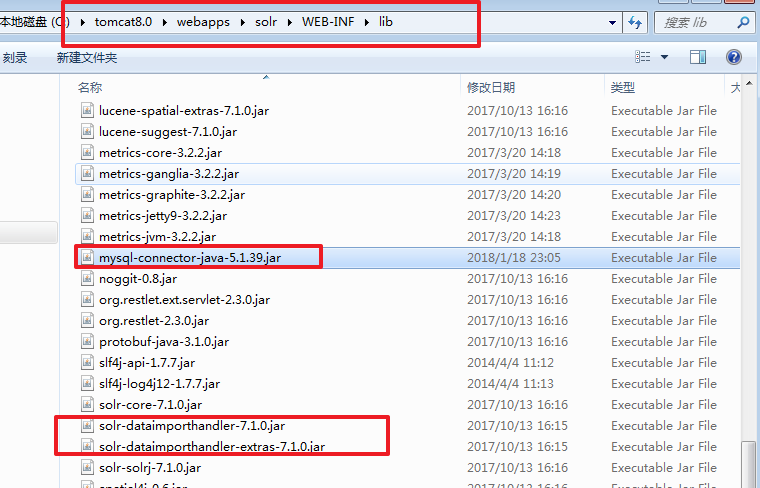 本地磁盘 (C) ▸ tomcat8.0 ▸ webapps ▸ solr ▸ WEB-INF ▸ lib
搜索 lib
刻录 新建文件夹
名称 修改日期 类型 大
lucene-spatial-extras-7.1.0.jar 2017/10/13 16:16 Executable Jar File
lucene-suggest-7.1.0.jar 2017/10/13 16:16 Executable Jar File
metrics-core-3.2.2.jar 2017/3/20 14:18 Executable Jar File
metrics-ganglia-3.2.2.jar 2017/3/20 14:19 Executable Jar File
metrics-graphite-3.2.2.jar 2017/3/20 14:20 Executable Jar File
metrics-jetty9-3.2.2.jar 2017/3/20 14:23 Executable Jar File
metrics-jvm-3.2.2.jar 2017/3/20 14:18 Executable Jar File
mysql-connector-java-5.1.39.jar 2018/1/18 23:05 Executable Jar File
noggit-0.8.jar 2017/10/13 16:16 Executable Jar File
org.restlet.ext.servlet-2.3.0.jar 2017/10/13 16:16 Executable Jar File
org.restlet-2.3.0.jar 2017/10/13 16:16 Executable Jar File
protobuf-java-3.1.0.jar 2017/10/13 16:16 Executable Jar File
slf4j-api-1.7.7.jar 2014/4/4 11:12 Executable Jar File
slf4j-log4j12-1.7.7.jar 2014/4/4 11:13 Executable Jar File
solr-core-7.1.0.jar 2017/10/13 16:16 Executable Jar File
solr-dataimporthandler-7.1.0.jar 2017/10/13 16:15 Executable Jar File
solr-dataimporthandler-extras-7.1.0.jar 2017/10/13 16:15 Executable Jar File
solr-solrj-7.1.0.jar 2017/10/13 16:16 Executable Jar File
spatial4j-0.6.jar 2017/10/13 16:16 Executable Jar File